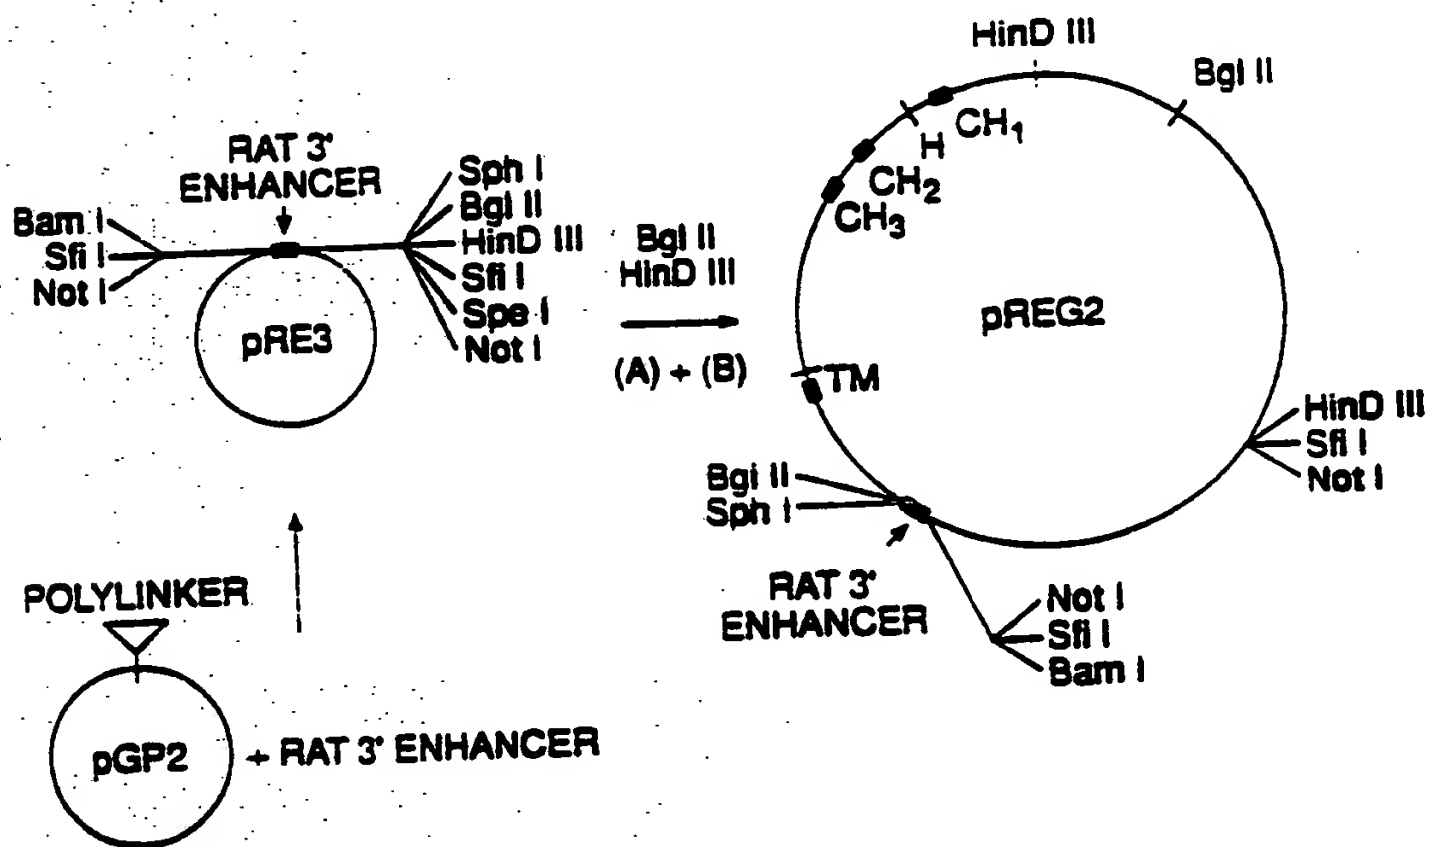 RAT 3'
ENHANCER
Bam I
Sfi I
Not I
Sph I
Bgl II
HinD III
Sfi I
Spe I
Not I
pRE3
Bgl II
HinD III
(A) + (B)
HinD III
Bgl II
CH1
H
CH2
CH3
pREG2
TM
HinD III
Sfi I
Not I
Bgl II
Sph I
RAT 3'
ENHANCER
Not I
Sfi I
Bam I
POLYLINKER
pGP2
+ RAT 3' ENHANCER